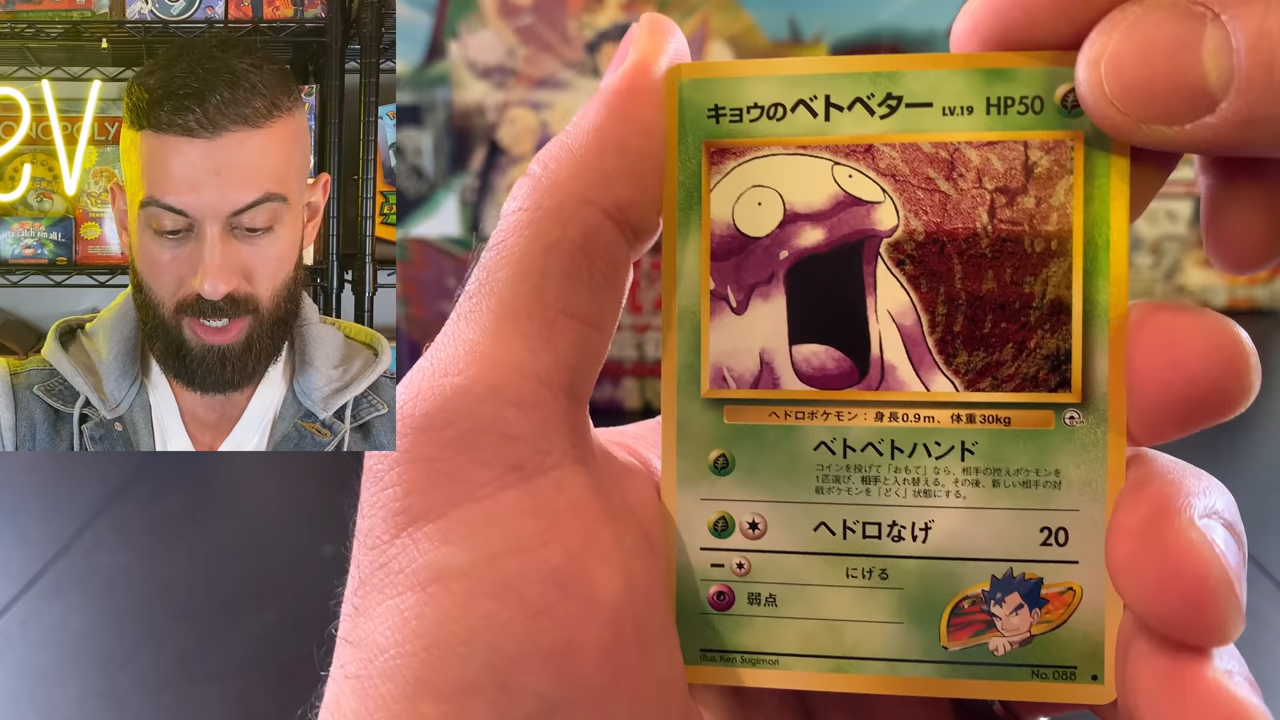 ev
MONOPOLY
キョウのベトベター LV.19 HP50
ヘドロポケモン：身長0.9m、体重30kg
GYM
ベトベトハンド
コインを投げて「おもて」なら、相手の控えポケモンを
1匹選び、相手と入れ替える。その後、新しい相手の対
戦ポケモンを「どく」状態にする。
ヘドロなげ 20
にげる
弱点
Illus. Ken Sugimori
No. 088